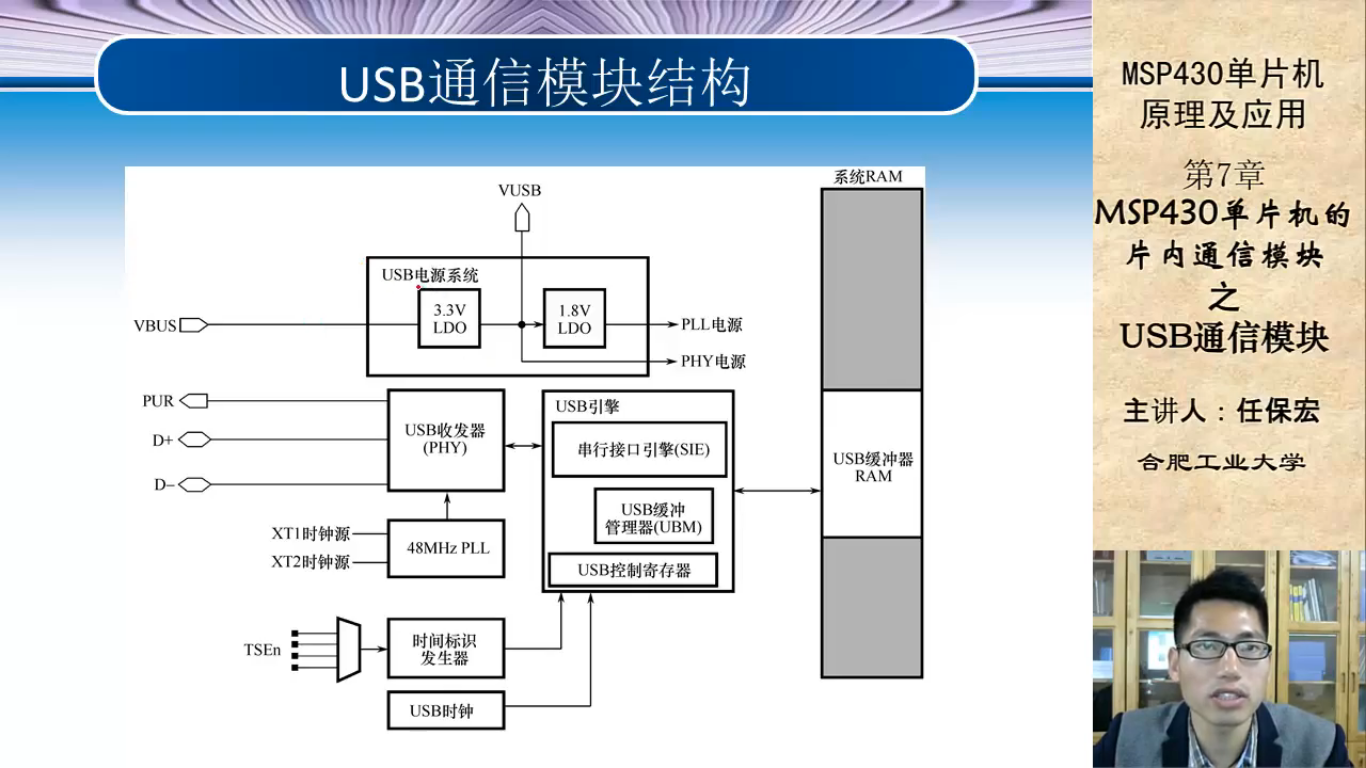 USB通信模块结构
VUSB
USB电源系统
3.3V
LDO
1.8V
LDO
VBUS
PLL电源
PHY电源
PUR
D+
D−
USB收发器
(PHY)
XT1时钟源
XT2时钟源
48MHz PLL
USB引擎
串行接口引擎(SIE)
USB缓冲
管理器(UBM)
USB控制寄存器
TSEn
时间标识
发生器
USB时钟
系统RAM
USB缓冲器
RAM
MSP430单片机
原理及应用
第7章
MSP430单片机的
片内通信模块
之
USB通信模块
主讲人：任保宏
合肥工业大学